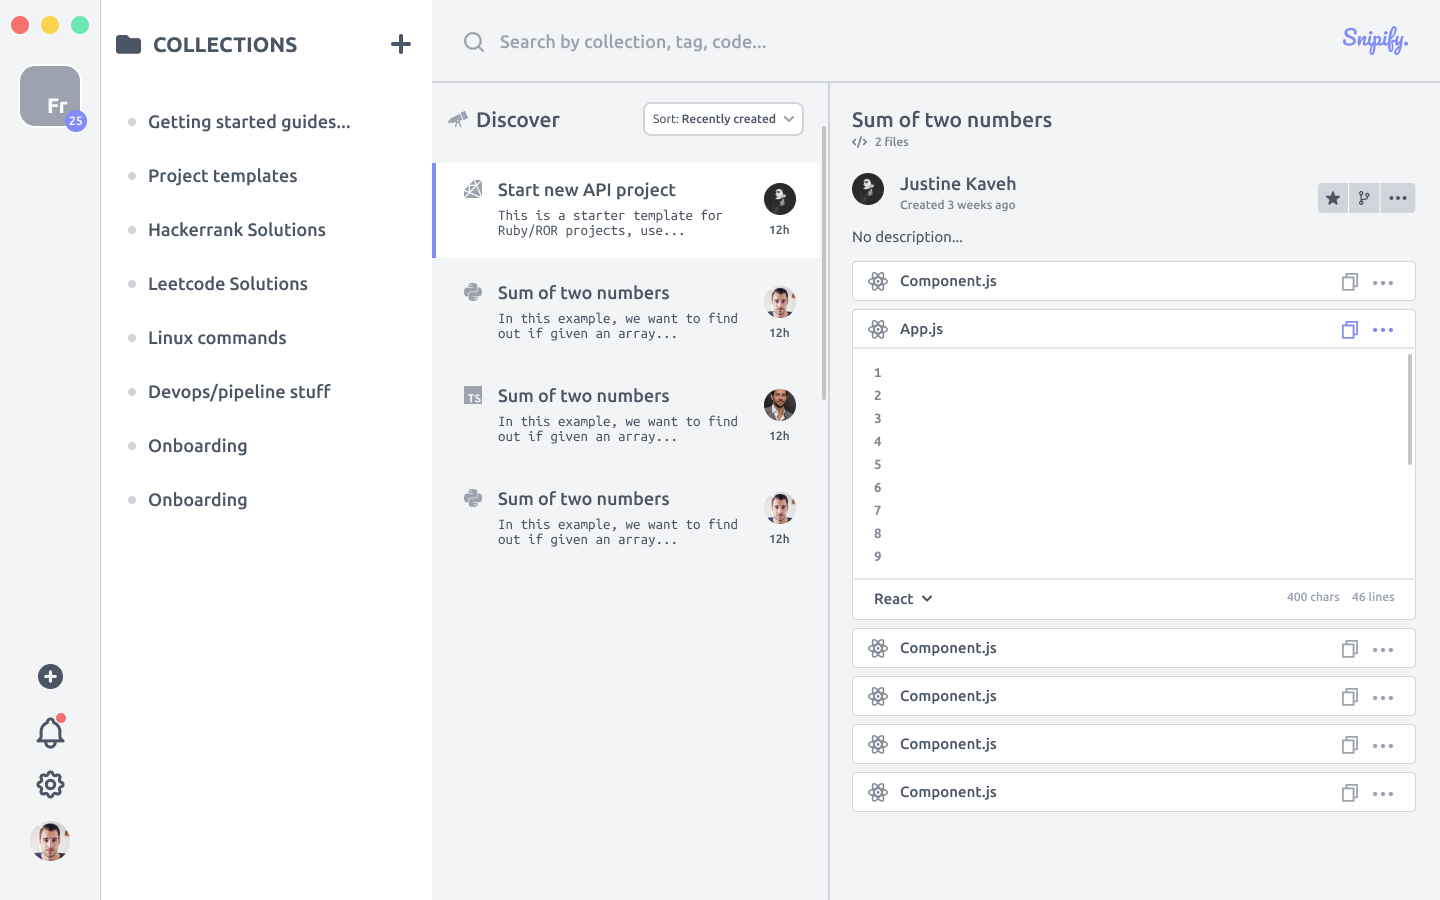 Fr
25
COLLECTIONS
Getting started guides...
Project templates
Hackerrank Solutions
Leetcode Solutions
Linux commands
Devops/pipeline stuff
Onboarding
Onboarding
Search by collection, tag, code...
Snipify.
Discover
Sort: Recently created
Start new API project
This is a starter template for
Ruby/ROR projects, use...
12h
Sum of two numbers
In this example, we want to find
out if given an array...
12h
TS
Sum of two numbers
In this example, we want to find
out if given an array...
12h
Sum of two numbers
In this example, we want to find
out if given an array...
12h
Sum of two numbers
2 files
Justine Kaveh
Created 3 weeks ago
No description...
Component.js
App.js
1
2
3
4
5
6
7
8
9
React
400 chars 46 lines
Component.js
Component.js
Component.js
Component.js